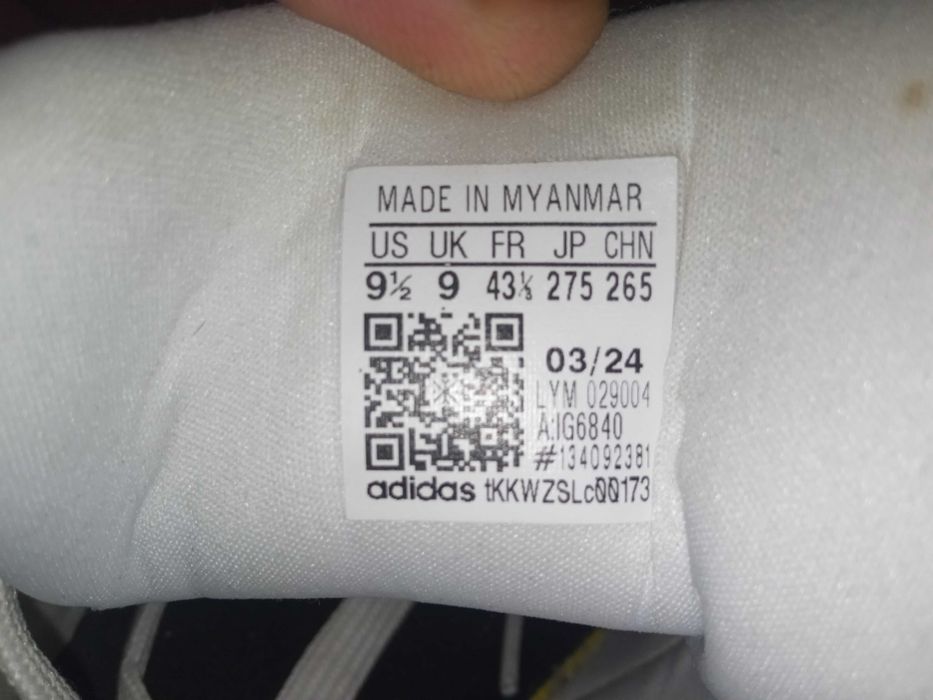 MADE IN MYANMAR
US UK FR JP CHN
9½ 9 43⅓ 275 265
03/24
LYM 029004
A:IG6840
#134092381
adidas tKKWZSLc00173